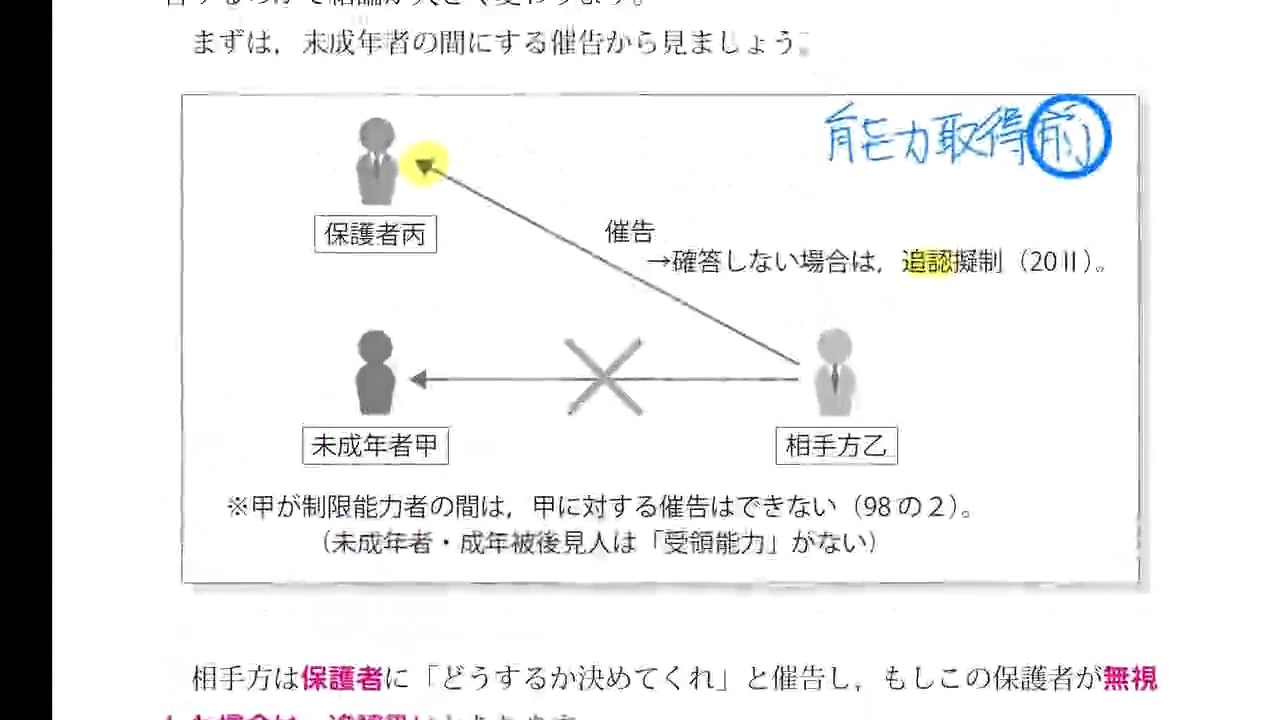 まずは，未成年者の間にする催告から見ましょう。
能力取得前
保護者丙
催告
→確答しない場合は，追認擬制（20Ⅱ）。
未成年者甲
相手方乙
※甲が制限能力者の間は，甲に対する催告はできない（98の2）。
（未成年者・成年被後見人は「受領能力」がない）
相手方は保護者に「どうするか決めてくれ」と催告し，もしこの保護者が無視